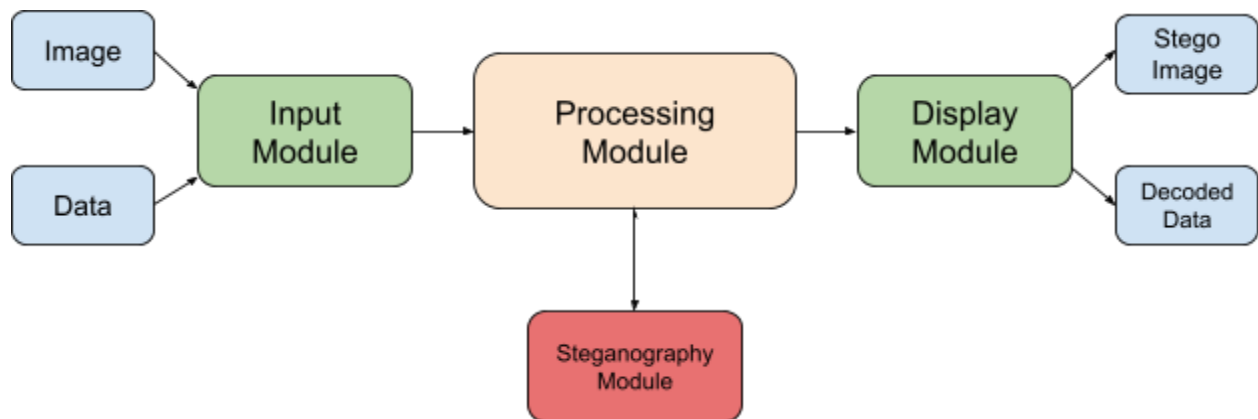 Image
Data
Input
Module
Processing
Module
Steganography
Module
Display
Module
Stego
Image
Decoded
Data